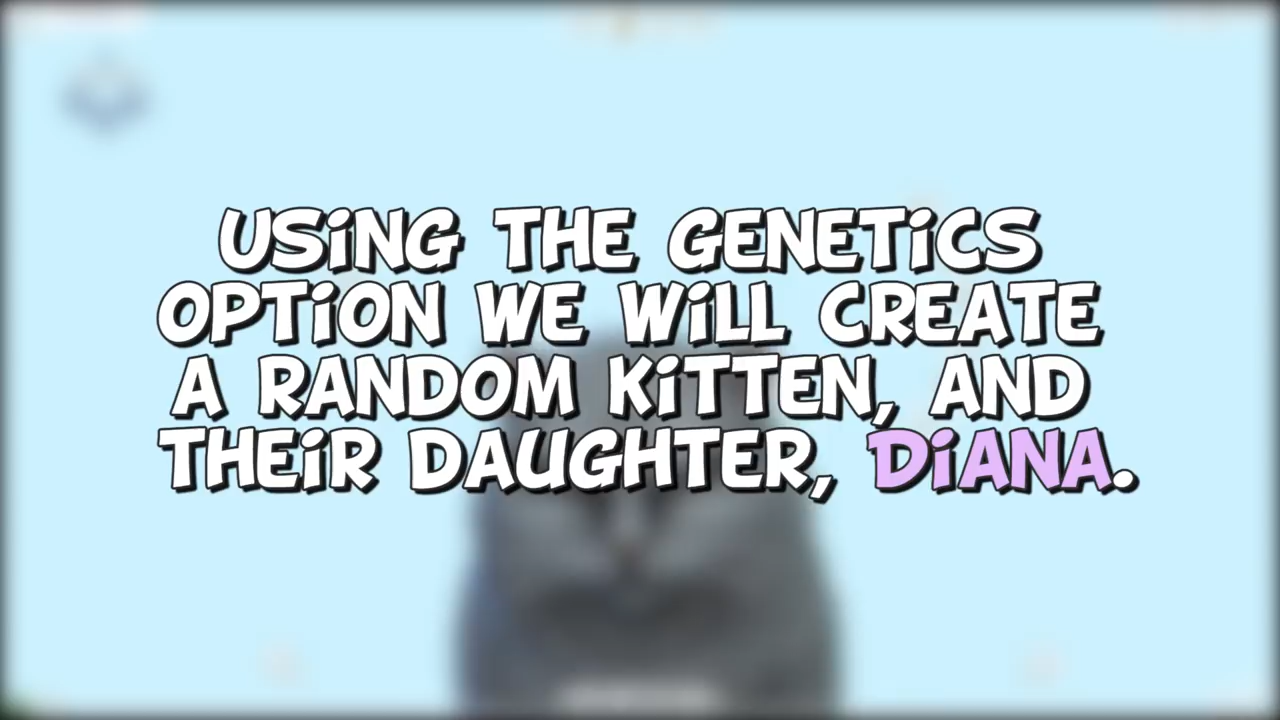 USiNG THE GENETiCS
OPTiON WE WiLL CREATE
A RANDOM KiTTEN, AND
THEiR DAUGHTER, DiANA.